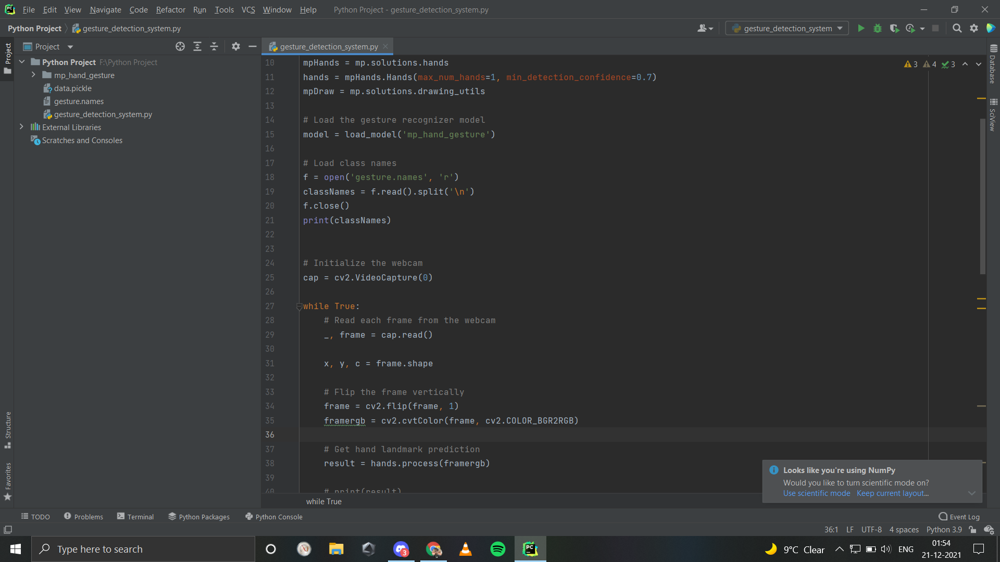 File Edit View Navigate Code Refactor Run Tools VCS Window Help Python Project - gesture_detection_system.py
Python Project gesture_detection_system.py gesture_detection_system
Project
gesture_detection_system.py
Project
Python Project F:\Python Project
mp_hand_gesture
data.pickle
gesture.names
gesture_detection_system.py
External Libraries
Scratches and Consoles
Structure
Favorites
3 4 3
10 mpHands = mp.solutions.hands
11 hands = mpHands.Hands(max_num_hands=1, min_detection_confidence=0.7)
12 mpDraw = mp.solutions.drawing_utils
13
14 # Load the gesture recognizer model
15 model = load_model('mp_hand_gesture')
16
17 # Load class names
18 f = open('gesture.names', 'r')
19 classNames = f.read().split('\n')
20 f.close()
21 print(classNames)
22
23
24 # Initialize the webcam
25 cap = cv2.VideoCapture(0)
26
27 while True:
28 # Read each frame from the webcam
29 _, frame = cap.read()
30
31 x, y, c = frame.shape
32
33 # Flip the frame vertically
34 frame = cv2.flip(frame, 1)
35 framergb = cv2.cvtColor(frame, cv2.COLOR_BGR2RGB)
36
37 # Get hand landmark prediction
38 result = hands.process(framergb)
39
40 # print(result)
while True
Database
SciView
Looks like you're using NumPy
Would you like to turn scientific mode on?
Use scientific mode Keep current layout...
TODO Problems Terminal Python Packages Python Console Event Log
36:1 LF UTF-8 4 spaces Python 3.9
Type here to search
3
PC
9°C Clear ENG
01:54
21-12-2021